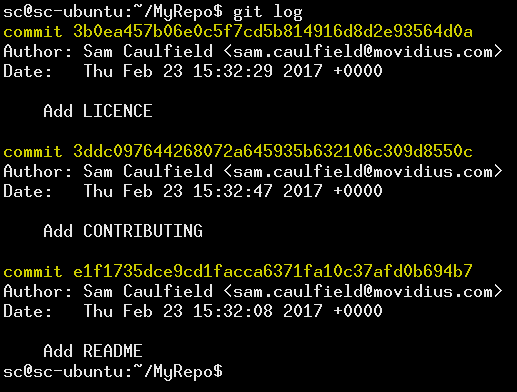 sc@sc-ubuntu:~/MyRepo$ git log
commit 3b0ea457b06e0c5f7cd5b814916d8d2e93564d0a
Author: Sam Caulfield <sam.caulfield@movidius.com>
Date:   Thu Feb 23 15:32:29 2017 +0000
    Add LICENCE
commit 3ddc097644268072a645935b632106c309d8550c
Author: Sam Caulfield <sam.caulfield@movidius.com>
Date:   Thu Feb 23 15:32:47 2017 +0000
    Add CONTRIBUTING
commit e1f1735dce9cd1facca6371fa10c37afd0b694b7
Author: Sam Caulfield <sam.caulfield@movidius.com>
Date:   Thu Feb 23 15:32:08 2017 +0000
    Add README
sc@sc-ubuntu:~/MyRepo$